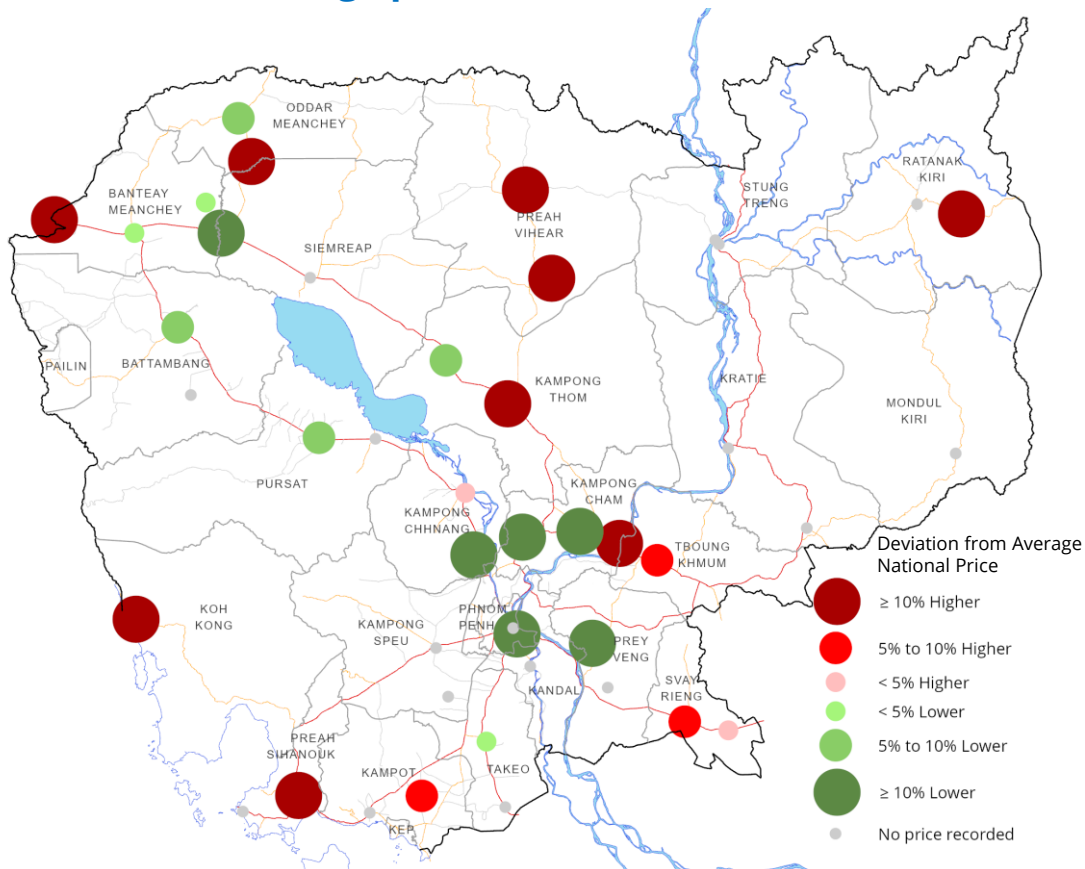 ODDAR
MEANCHEY
BANTEAY
MEANCHEY
SIEMREAP
PREAH
VIHEAR
STUNG
TRENG
RATANAK
KIRI
PAILIN
BATTAMBANG
KAMPONG
THOM
KRATIE
MONDUL
KIRI
PURSAT
KAMPONG
CHHNANG
KAMPONG
CHAM
TBOUNG
KHMUM
KOH
KONG
KAMPONG
SPEU
PHNOM
PENH
PREY
VENG
KANDAL
SVAY
RIENG
PREAH
SIHANOUK
KAMPOT
TAKEO
KEP
Deviation from Average
National Price
≥ 10% Higher
5% to 10% Higher
< 5% Higher
< 5% Lower
5% to 10% Lower
≥ 10% Lower
No price recorded